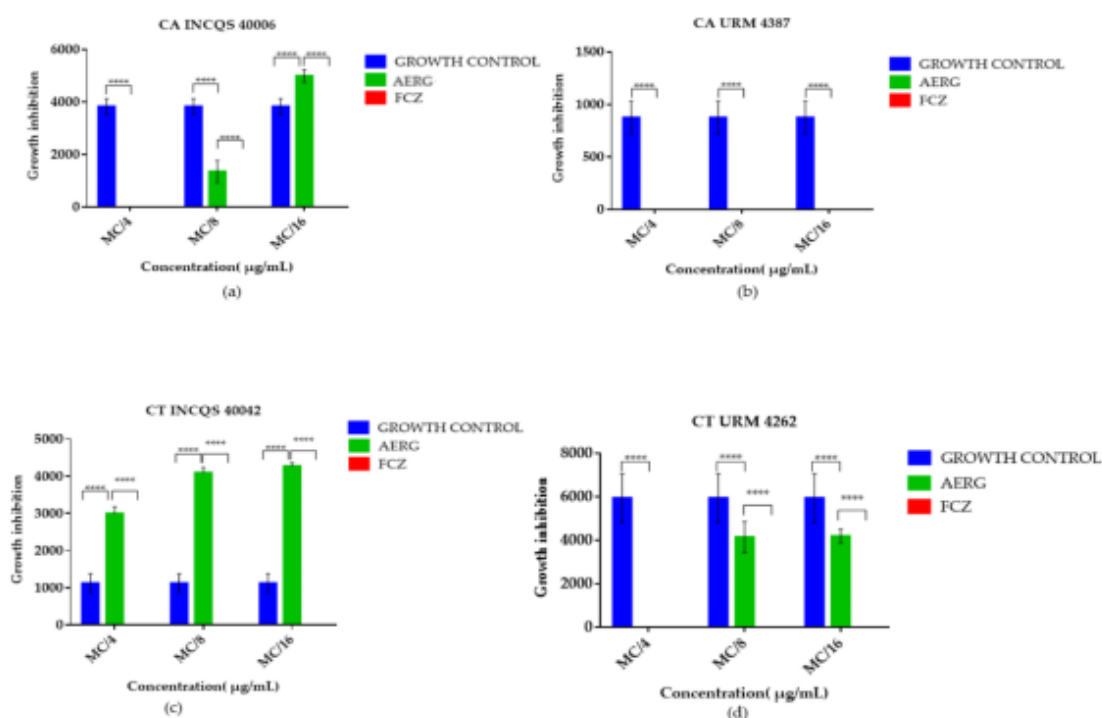 CA INCQS 40006
Growth inhibition
6000
4000
2000
0
**** **** **** **** ****
MC/4 MC/8 MC/16
Concentration( µg/mL)
(a)
GROWTH CONTROL
AERG
FCZ
CA URM 4387
Growth inhibition
1500
1000
500
0
**** **** ****
MC/4 MC/8 MC/16
Concentration( µg/mL)
(b)
GROWTH CONTROL
AERG
FCZ
CT INCQS 40042
Growth inhibition
5000
4000
3000
2000
1000
0
**** **** **** **** **** ****
MC/4 MC/8 MC/16
Concentration( µg/mL)
(c)
GROWTH CONTROL
AERG
FCZ
CT URM 4262
Growth inhibition
8000
6000
4000
2000
0
**** **** **** **** ****
MC/4 MC/8 MC/16
Concentration( µg/mL)
(d)
GROWTH CONTROL
AERG
FCZ